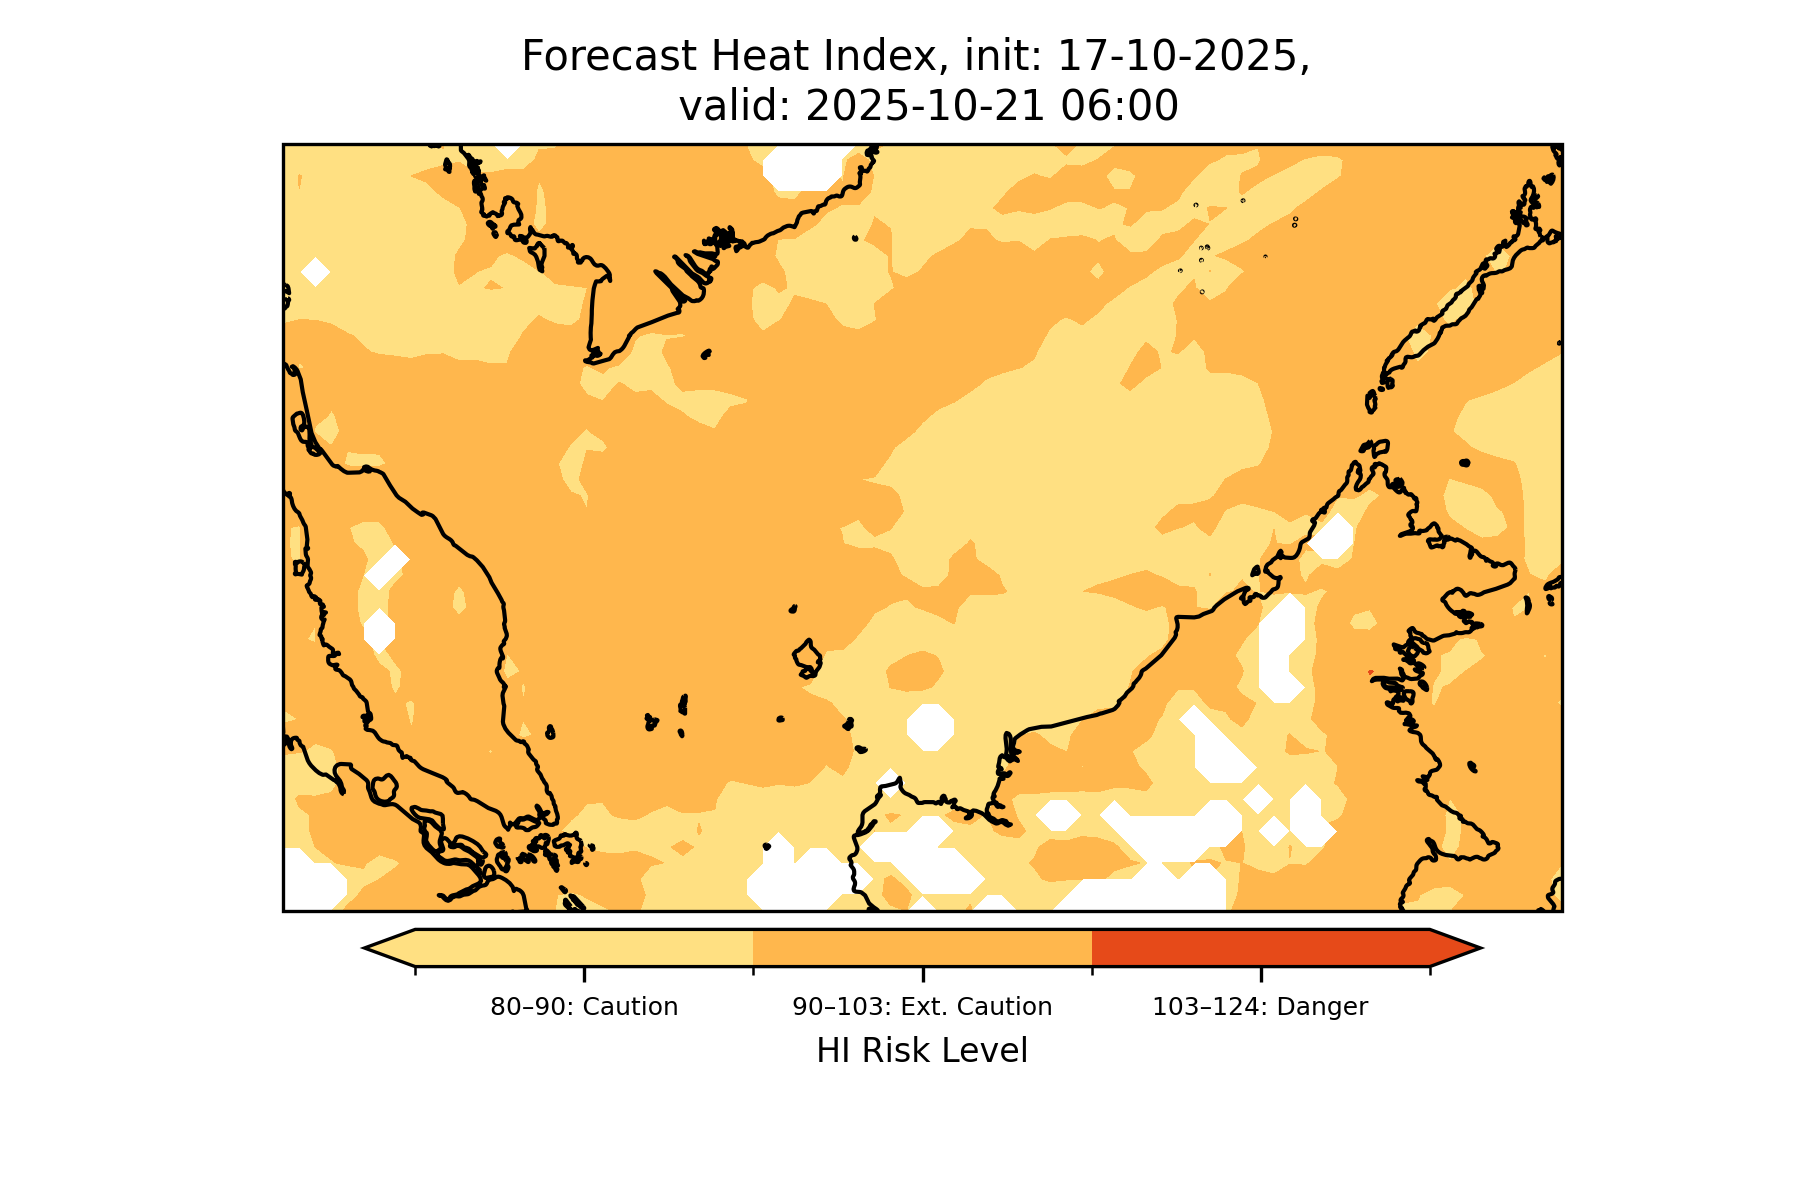 Forecast Heat Index, init: 17-10-2025,
valid: 2025-10-21 06:00
80–90: Caution
90–103: Ext. Caution
103–124: Danger
HI Risk Level